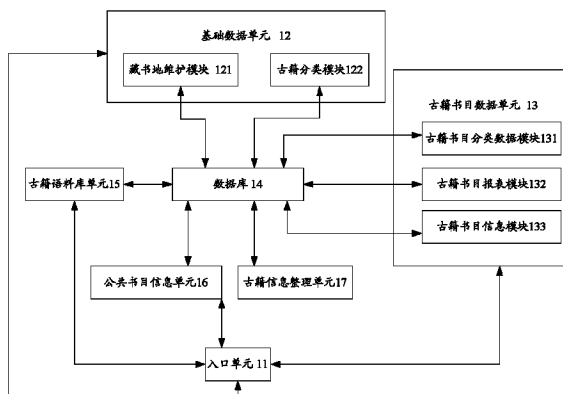 基础数据单元 12
藏书地维护模块 121
古籍分类模块122
古籍书目数据单元 13
古籍书目分类数据模块131
古籍语料库单元15
数据库 14
古籍书目报表模块132
古籍书目信息模块133
公共书目信息单元16
古籍信息整理单元17
入口单元 11